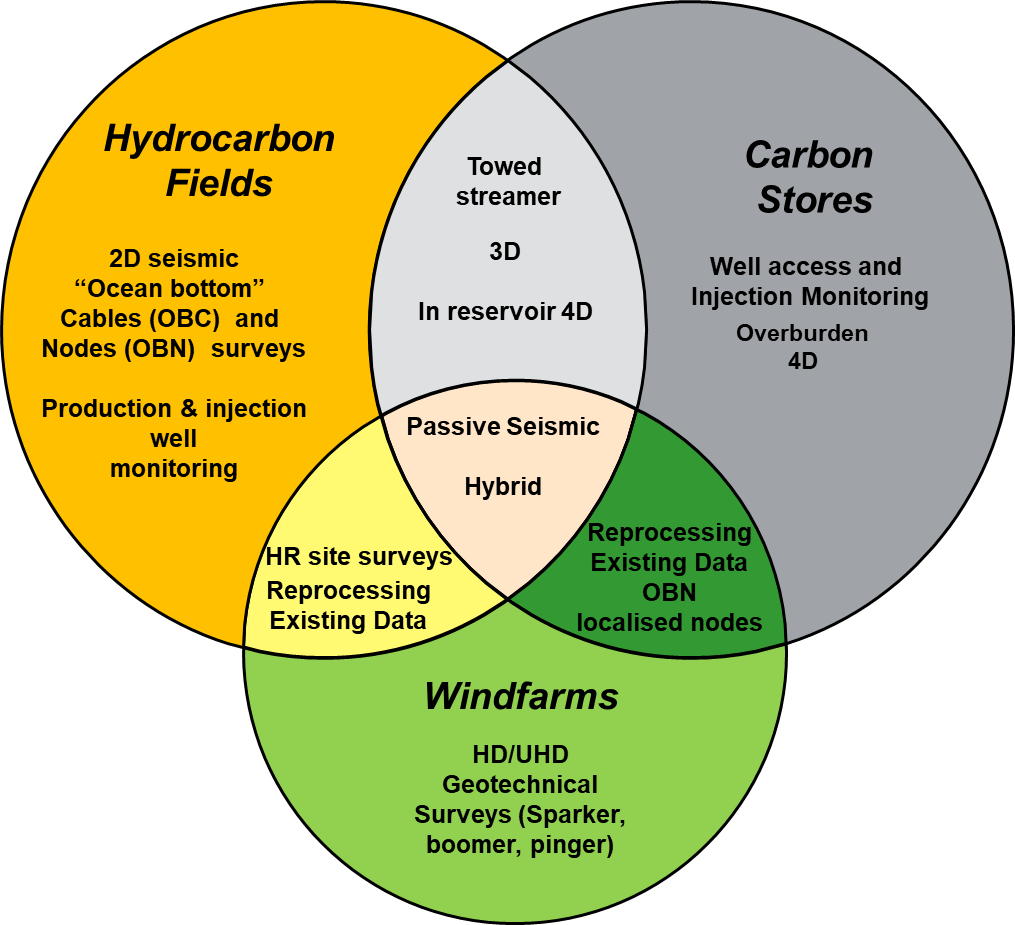 Hydrocarbon
Fields
2D seismic
“Ocean bottom”
Cables (OBC) and
Nodes (OBN) surveys
Production & injection
well
monitoring
Towed
streamer
3D
In reservoir 4D
Carbon
Stores
Well access and
Injection Monitoring
Overburden
4D
Passive Seismic
Hybrid
HR site surveys
Reprocessing
Existing Data
Reprocessing
Existing Data
OBN
localised nodes
Windfarms
HD/UHD
Geotechnical
Surveys (Sparker,
boomer, pinger)